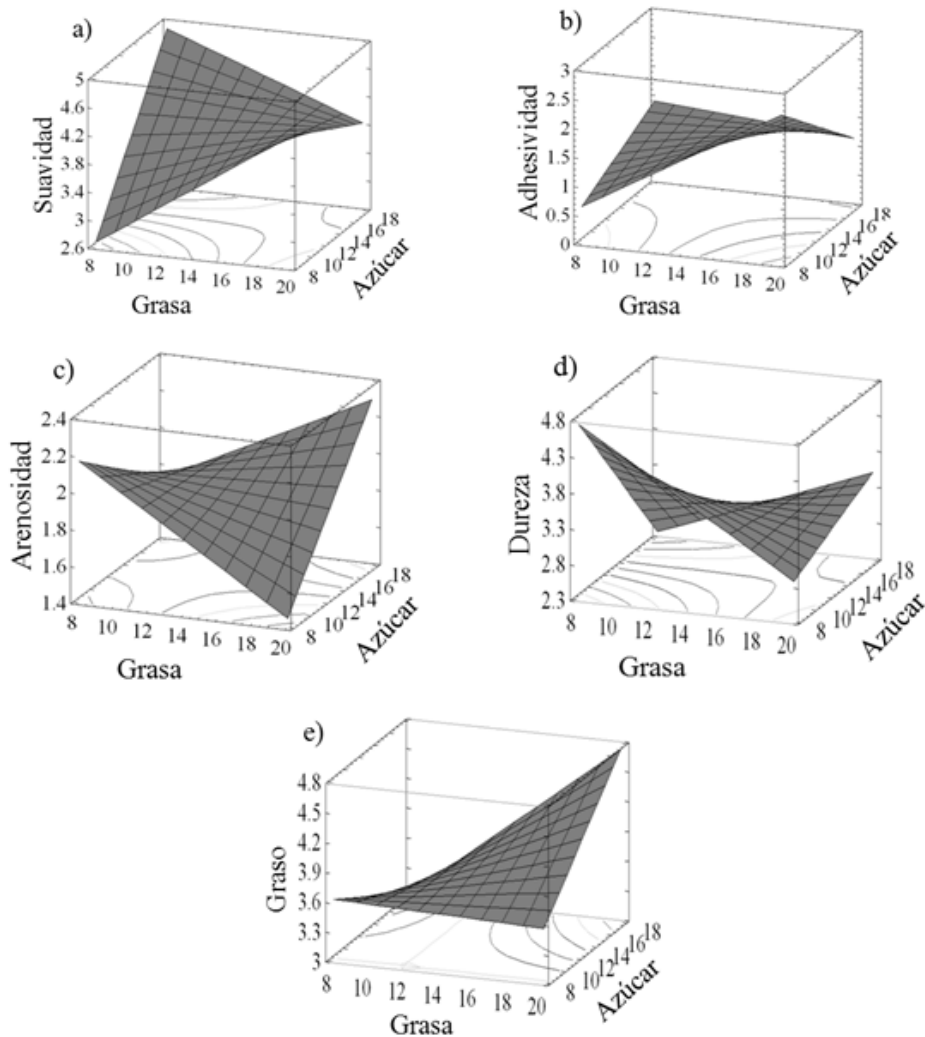 a)
5
4.6
4.2
3.8
3.4
3
2.6
Suavidad
8 10 12 14 16 18 20
Grasa
8 10 12 14 16 18
Azúcar
b)
3
2.5
2
1.5
1
0.5
0
Adhesividad
8 10 12 14 16 18 20
Grasa
8 10 12 14 16 18
Azúcar
c)
2.4
2.2
2
1.8
1.6
1.4
Arenosidad
8 10 12 14 16 18 20
Grasa
8 10 12 14 16 18
Azúcar
d)
4.8
4.3
3.8
3.3
2.8
2.3
Dureza
8 10 12 14 16 18 20
Grasa
8 10 12 14 16 18
Azúcar
e)
4.8
4.5
4.2
3.9
3.6
3.3
3
Graso
8 10 12 14 16 18 20
Grasa
8 10 12 14 16 18
Azúcar